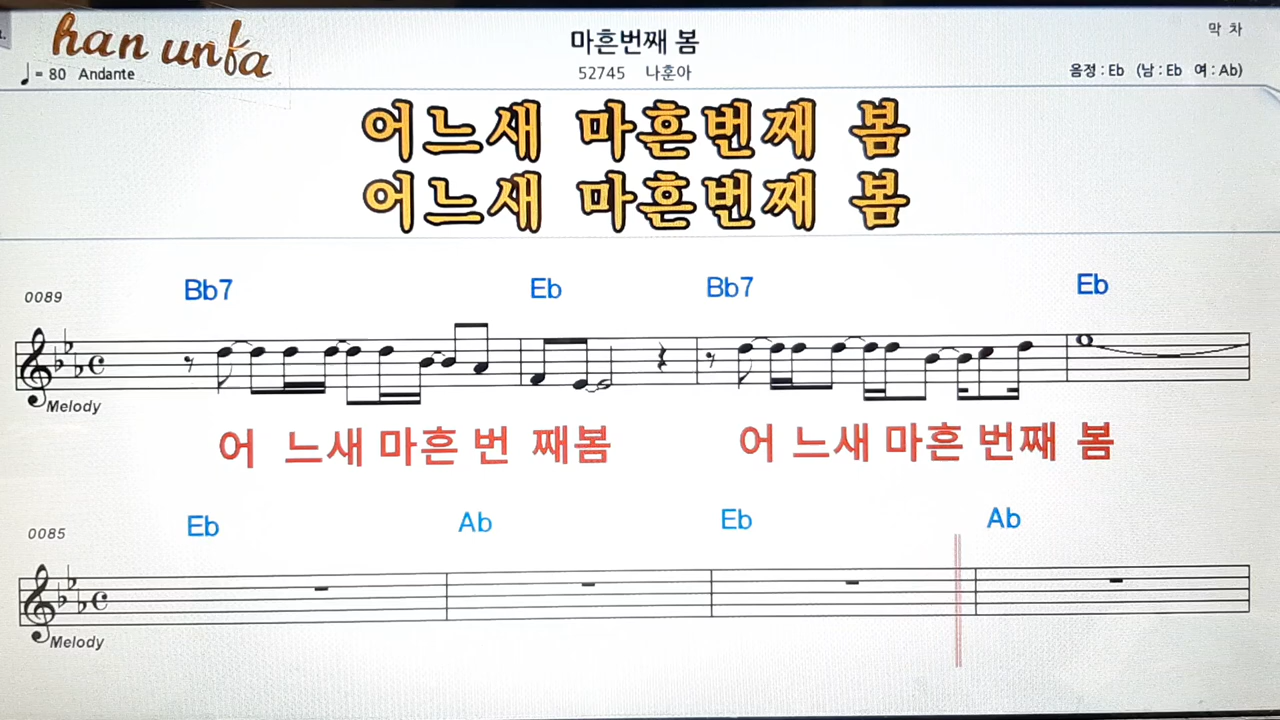 han unfa
마흔번째 봄
막 차
♩ = 80 Andante
52745 나훈아
음정 : Eb (남 : Eb 여 : Ab)
어느새 마흔번째 봄
어느새 마흔번째 봄
0089
Bb7 Eb Bb7 Eb
Melody
어 느새 마흔 번 째봄 어 느새 마흔 번째 봄
0085
Eb Ab Eb Ab
Melody